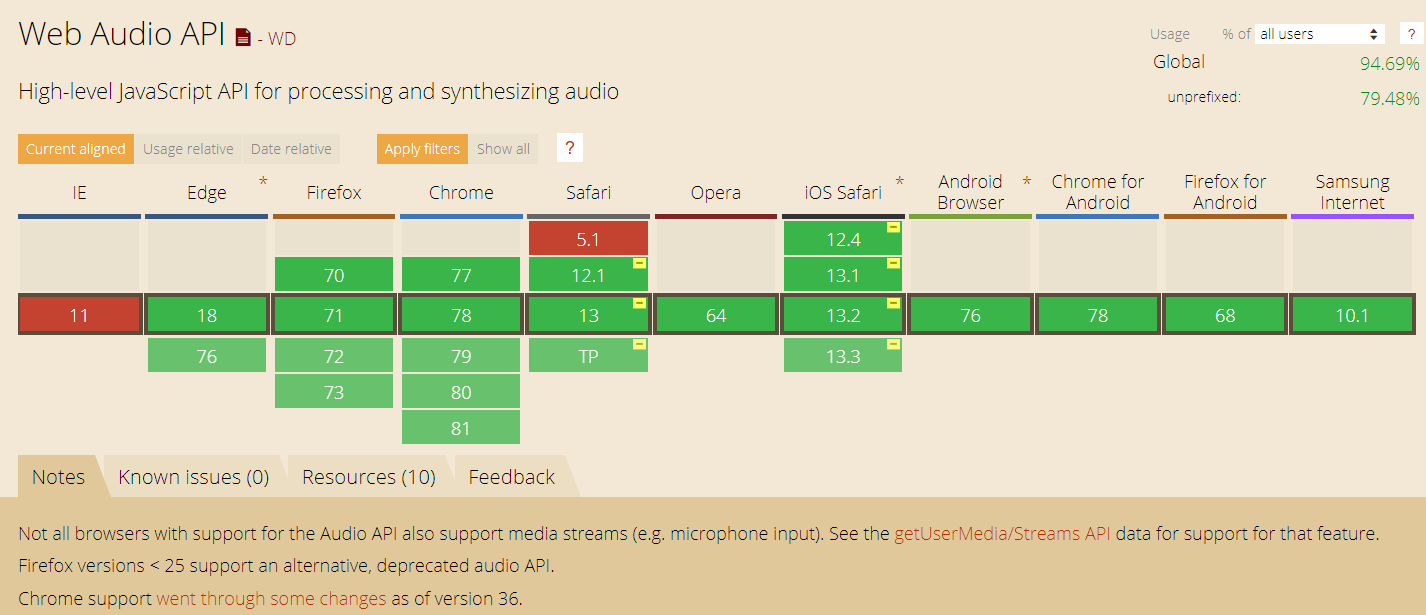 Web Audio API - WD
Usage % of all users ?
Global 94.69%
unprefixed: 79.48%
High-level JavaScript API for processing and synthesizing audio
Current aligned Usage relative Date relative Apply filters Show all ?
IE Edge * Firefox Chrome Safari Opera iOS Safari * Android Browser * Chrome for Android Firefox for Android Samsung Internet
5.1 12.4
70 77 12.1 13.1
11 18 71 78 13 64 13.2 76 78 68 10.1
76 72 79 TP 13.3
73 80
81
Notes Known issues (0) Resources (10) Feedback
Not all browsers with support for the Audio API also support media streams (e.g. microphone input). See the getUserMedia/Streams API data for support for that feature.
Firefox versions < 25 support an alternative, deprecated audio API.
Chrome support went through some changes as of version 36.